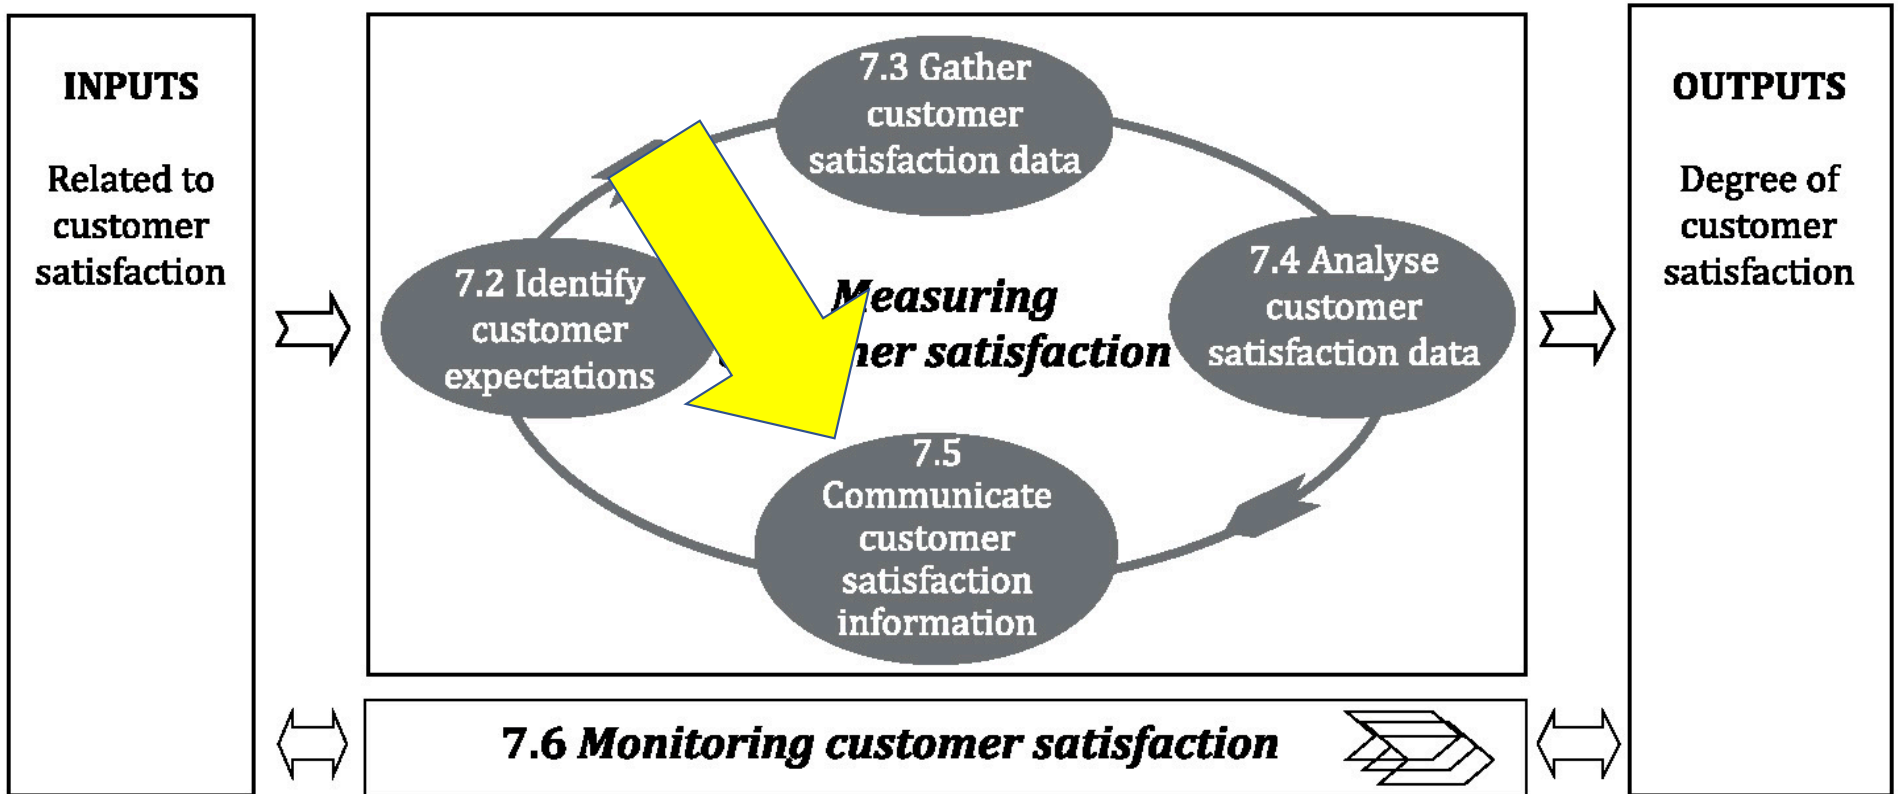 INPUTS
Related to
customer
satisfaction
7.3 Gather
customer
satisfaction data
7.2 Identify
customer
expectations
Measuring
satisfaction
7.4 Analyse
customer
satisfaction data
7.5
Communicate
customer
satisfaction
information
OUTPUTS
Degree of
customer
satisfaction
7.6 Monitoring customer satisfaction